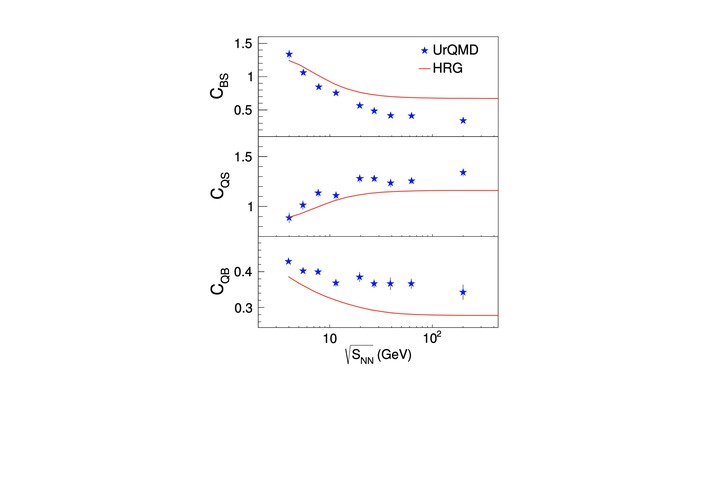 1.5
UrQMD
HRG
1
C_BS
0.5
1.5
C_QS
1
0.4
C_QB
0.3
10
10²
√S_NN (GeV)